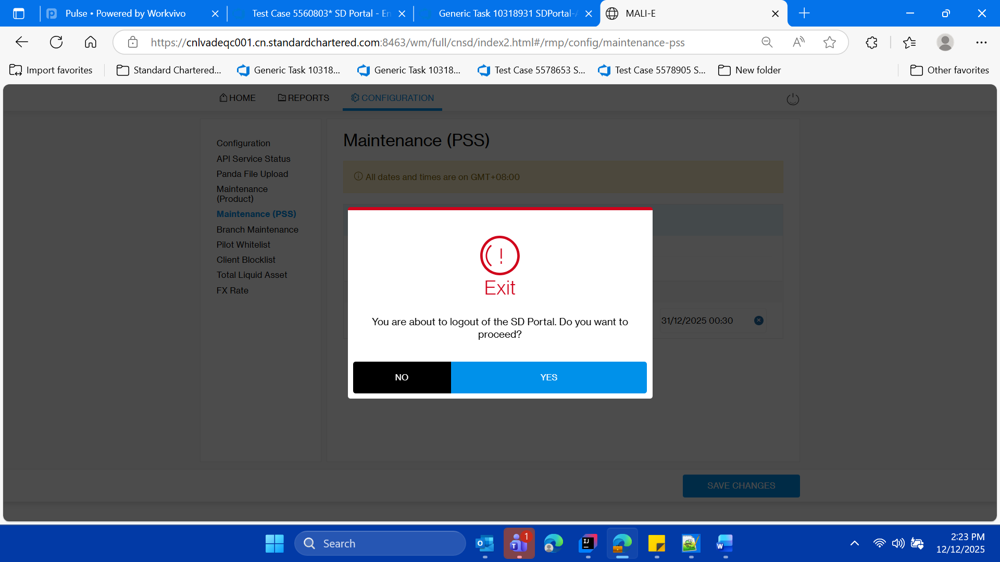 Pulse • Powered by Workvivo
Test Case 5560803* SD Portal - En
Generic Task 10318931 SDPortal-A
MALI-E
https://cnlvadeqc001.cn.standardchartered.com:8463/wm/full/cnsd/index2.html#/rmp/config/maintenance-pss
Import favorites
Standard Chartered...
Generic Task 10318...
Generic Task 10318...
Test Case 5578653 S...
Test Case 5578905 S...
New folder
Other favorites
HOME
REPORTS
CONFIGURATION
Configuration
API Service Status
Panda File Upload
Maintenance
(Product)
Maintenance (PSS)
Branch Maintenance
Pilot Whitelist
Client Blocklist
Total Liquid Asset
FX Rate
Maintenance (PSS)
All dates and times are on GMT+08:00
Exit
You are about to logout of the SD Portal. Do you want to
proceed?
NO
YES
31/12/2025 00:30
SAVE CHANGES
Search
1
2:23 PM
12/12/2025